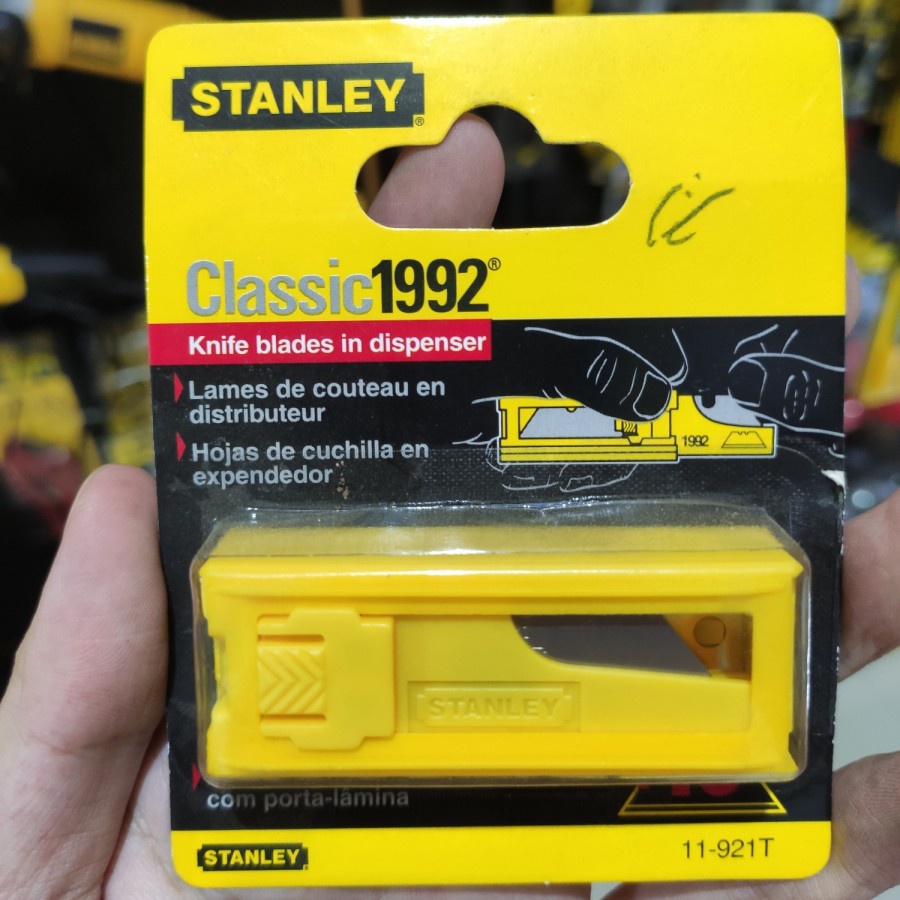 STANLEY®
Classic1992®
Knife blades in dispenser
Lames de couteau en
distributeur
Hojas de cuchilla en
expendedor
1992
STANLEY
com porta-lâmina
STANLEY
11-921T